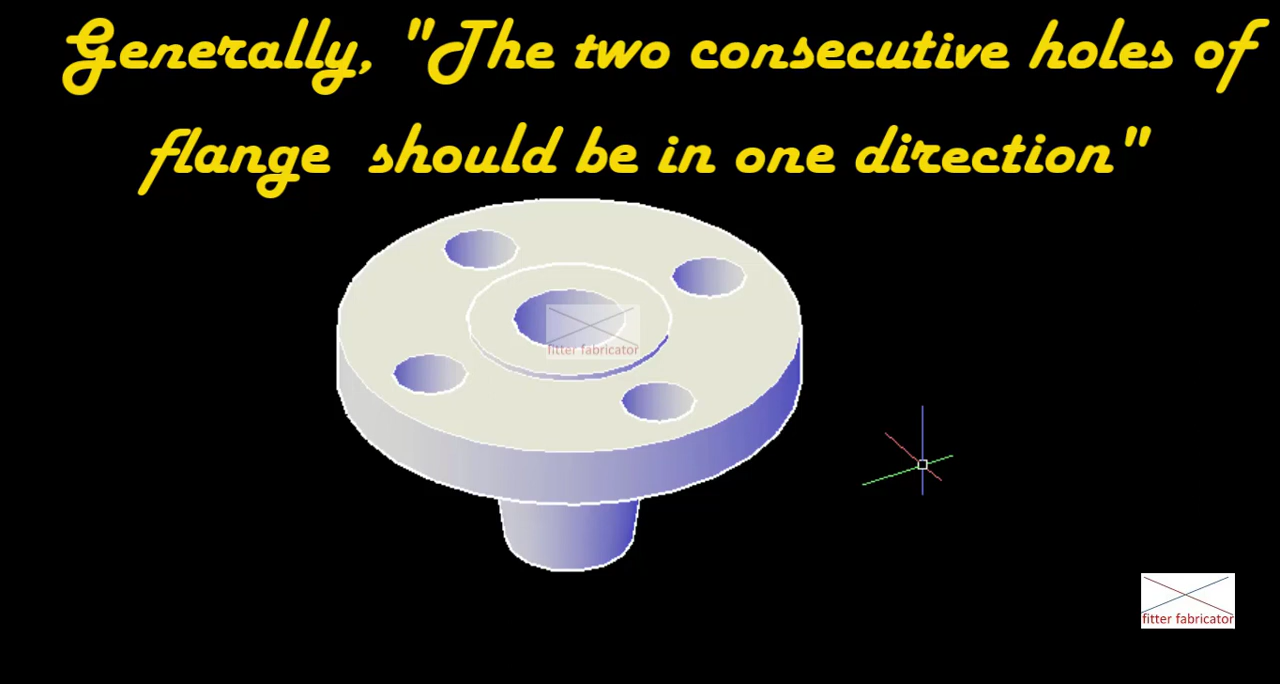 Generally, "The two consecutive holes of
flange should be in one direction"
fitter fabricator
fitter fabricator